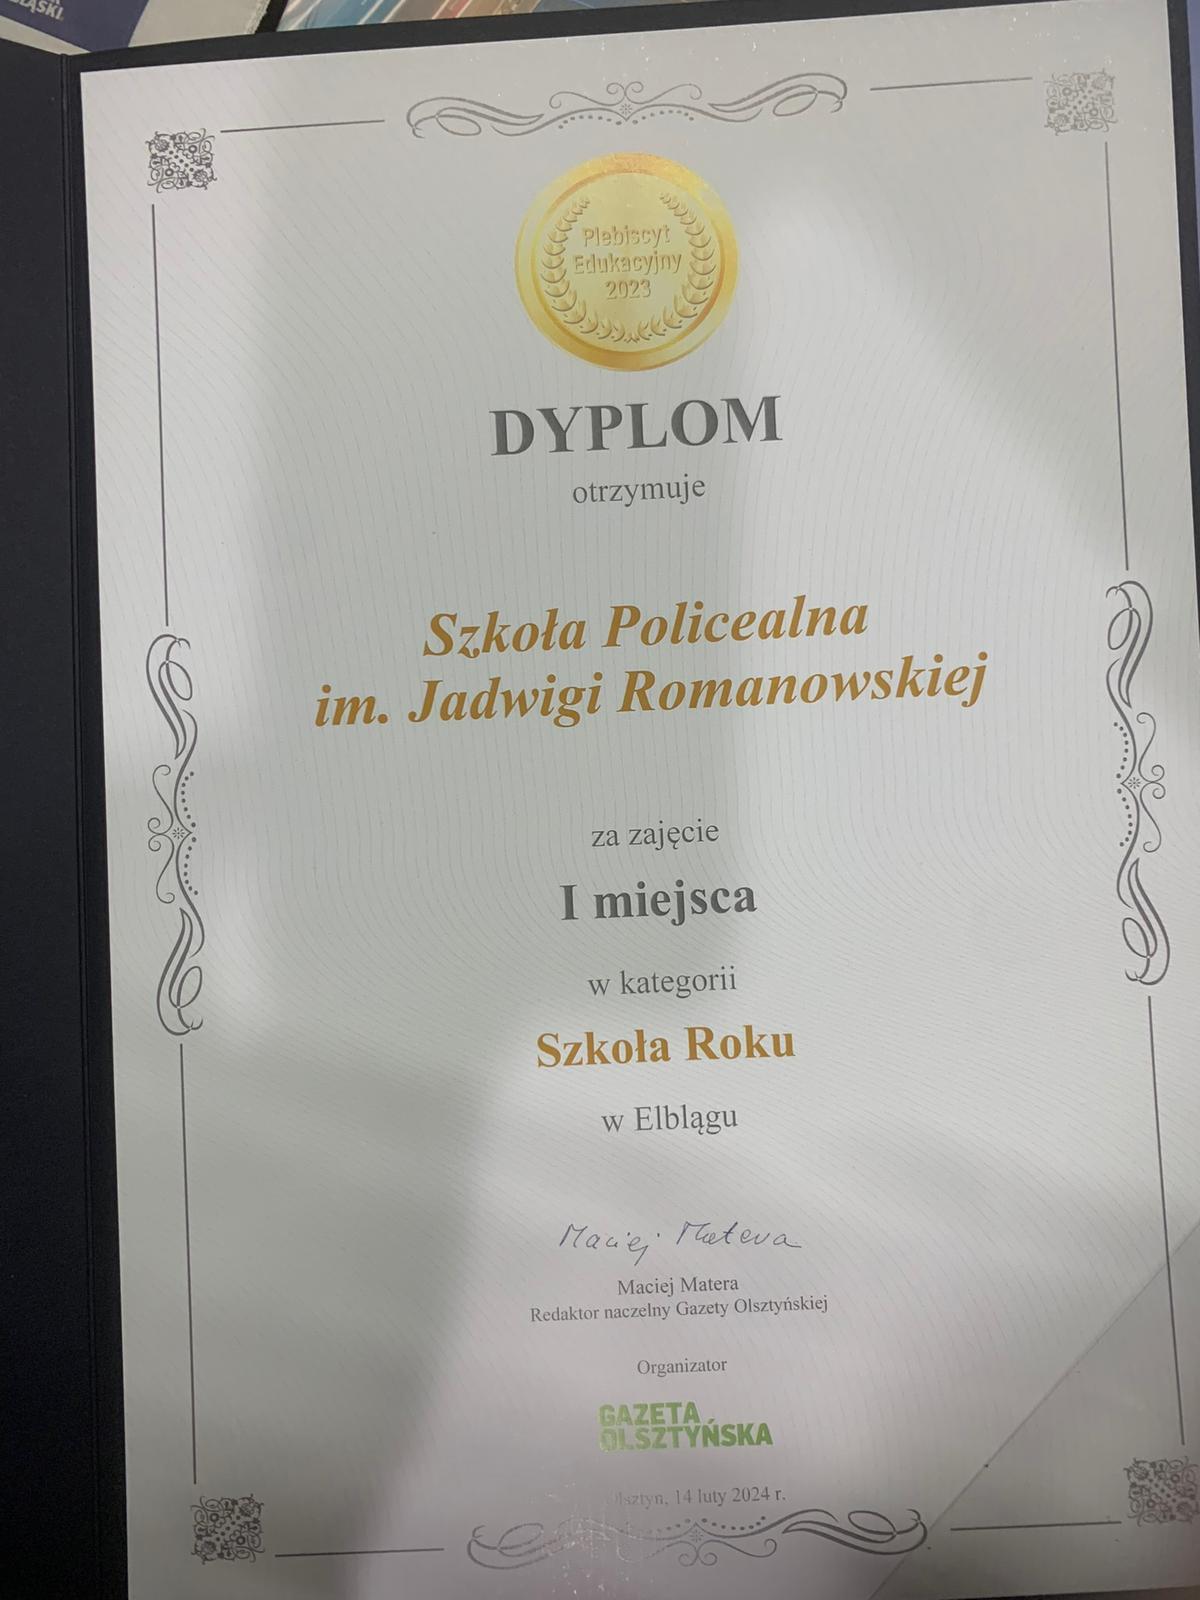 Plebiscyt
Edukacyjny
2023
DYPLOM
otrzymuje
Szkoła Policealna
im. Jadwigi Romanowskiej
za zajęcie
I miejsca
w kategorii
Szkoła Roku
w Elblągu
Maciej Matera
Maciej Matera
Redaktor naczelny Gazety Olsztyńskiej
Organizator
GAZETA
OLSZTYŃSKA
Olsztyn, 14 luty 2024 r.